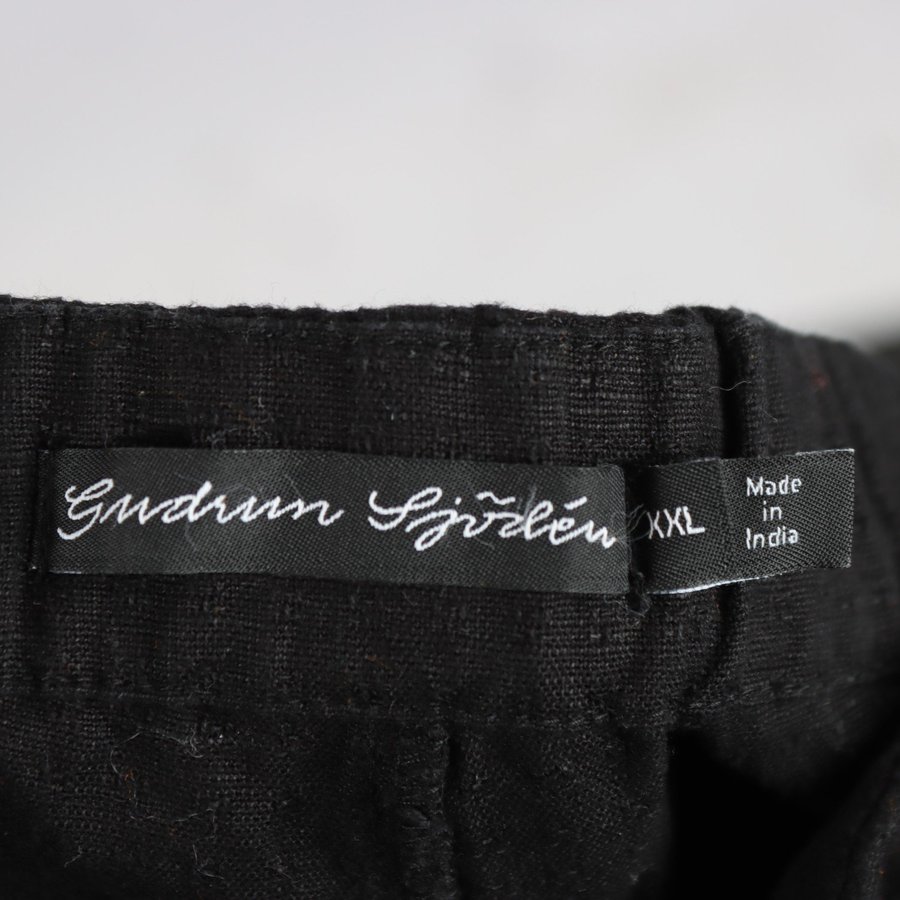 Gudrun Sjödén
XXL
Made
in
India